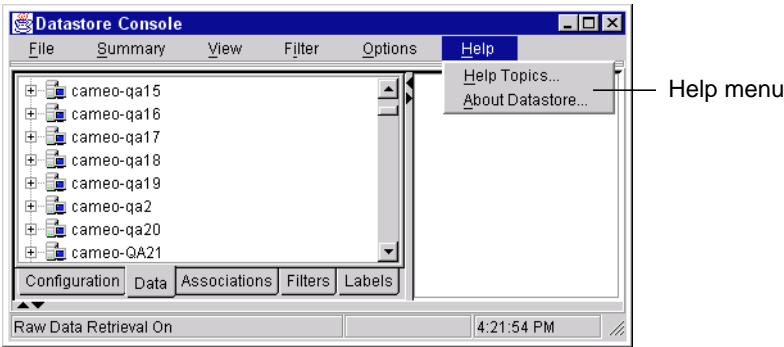 Datastore Console
File Summary View Filter Options Help
Help Topics...
About Datastore...
Help menu
cameo-qa15
cameo-qa16
cameo-qa17
cameo-qa18
cameo-qa19
cameo-qa2
cameo-qa20
cameo-QA21
Configuration Data Associations Filters Labels
Raw Data Retrieval On 4:21:54 PM